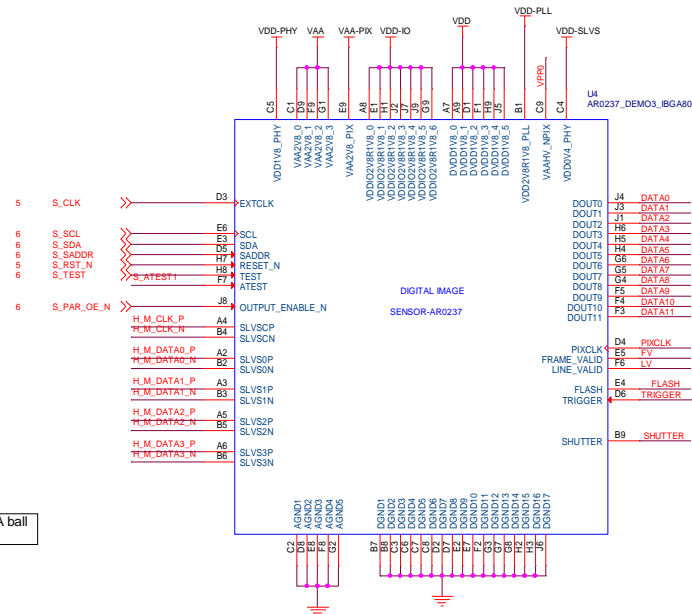 VDD-PLL
VDD-PHY VAA VAA-PIX VDD-IO VDD VDD-SLVS
VPP0
U4
AR0237_DEMO3_IBGA80
C5 C1 D9 F9 G1 E9 A8 E1 H1 J2 J7 J9 G9 A7 A9 D1 F1 H9 J5 B1 C9 C4
VDD1V8_PHY
VAA2V8_0
VAA2V8_1
VAA2V8_2
VAA2V8_3
VAA2V8_PIX
VDDIO2V8R1V8_0
VDDIO2V8R1V8_1
VDDIO2V8R1V8_2
VDDIO2V8R1V8_3
VDDIO2V8R1V8_4
VDDIO2V8R1V8_5
VDDIO2V8R1V8_6
DVDD1V8_0
DVDD1V8_1
DVDD1V8_2
DVDD1V8_3
DVDD1V8_4
DVDD1V8_5
VDD2V8R1V8_PLL
VAAHV_NPIX
VDD0V4_PHY
5 S_CLK D3 EXTCLK
6 S_SCL E6 SCL
6 S_SDA E3 SDA
6 S_SADDR D5 SADDR
5 S_RST_N H7 RESET_N
6 S_TEST H8 TEST
S_ATEST1 F7 ATEST
6 S_PAR_OE_N J8 OUTPUT_ENABLE_N
H_M_CLK_P A4 SLVSCP
H_M_CLK_N B4 SLVSCN
H_M_DATA0_P A2 SLVS0P
H_M_DATA0_N B2 SLVS0N
H_M_DATA1_P A3 SLVS1P
H_M_DATA1_N B3 SLVS1N
H_M_DATA2_P A5 SLVS2P
H_M_DATA2_N B5 SLVS2N
H_M_DATA3_P A6 SLVS3P
H_M_DATA3_N B6 SLVS3N
DIGITAL IMAGE
SENSOR-AR0237
DOUT0 J4 DATA0
DOUT1 J3 DATA1
DOUT2 J1 DATA2
DOUT3 H6 DATA3
DOUT4 H5 DATA4
DOUT5 H4 DATA5
DOUT6 G6 DATA6
DOUT7 G5 DATA7
DOUT8 G4 DATA8
DOUT9 F5 DATA9
DOUT10 F4 DATA10
DOUT11 F3 DATA11
PIXCLK D4 PIXCLK
FRAME_VALID E5 FV
LINE_VALID F6 LV
FLASH E4 FLASH
TRIGGER D6 TRIGGER
SHUTTER B9 SHUTTER
A ball
AGND1
AGND2
AGND3
AGND4
AGND5
DGND1
DGND2
DGND3
DGND4
DGND5
DGND6
DGND7
DGND8
DGND9
DGND10
DGND11
DGND12
DGND13
DGND14
DGND15
DGND16
DGND17
C2 D8 E8 F8 G2 B7 B8 C3 C6 C7 C8 D2 D7 E2 E7 F2 G3 G7 G8 H2 H3 J6